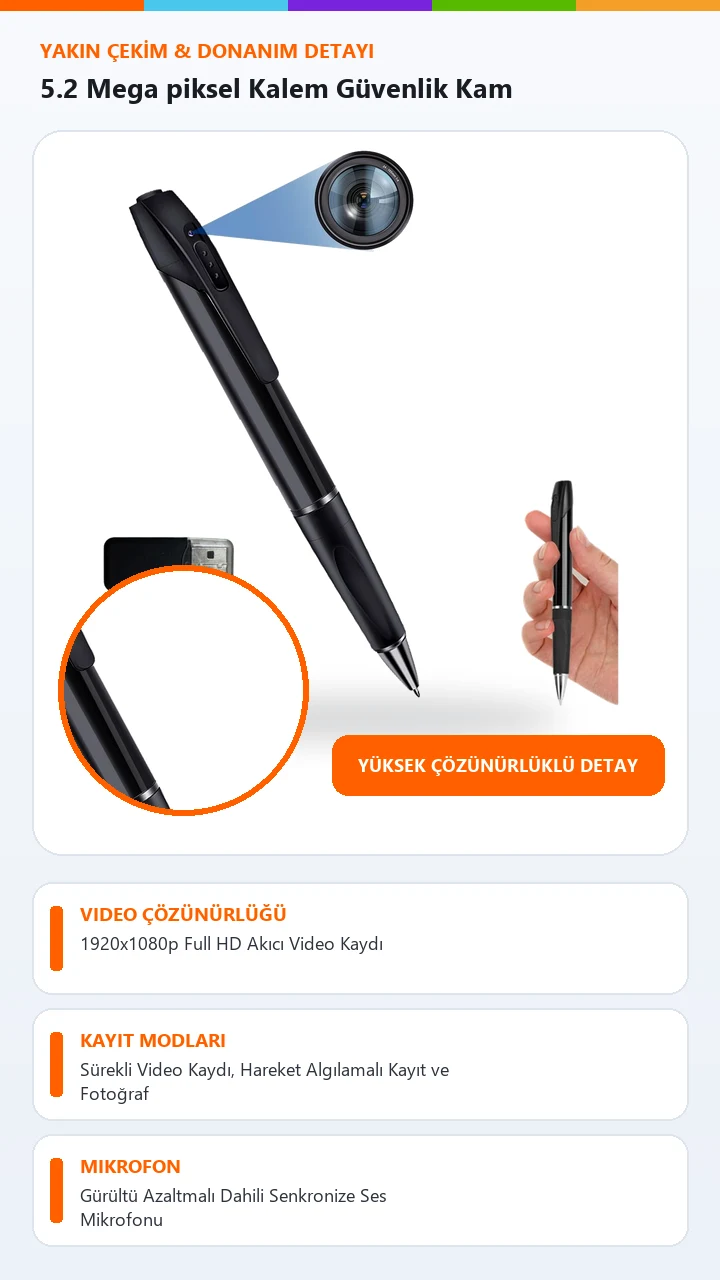 YAKIN ÇEKİM & DONANIM DETAYI
5.2 Mega piksel Kalem Güvenlik Kam
YÜKSEK ÇÖZÜNÜRLÜKLÜ DETAY
VIDEO ÇÖZÜNÜRLÜĞÜ
1920x1080p Full HD Akıcı Video Kaydı
KAYIT MODLARI
Sürekli Video Kaydı, Hareket Algılamalı Kayıt ve
Fotoğraf
MIKROFON
Gürültü Azaltmalı Dahili Senkronize Ses
Mikrofonu